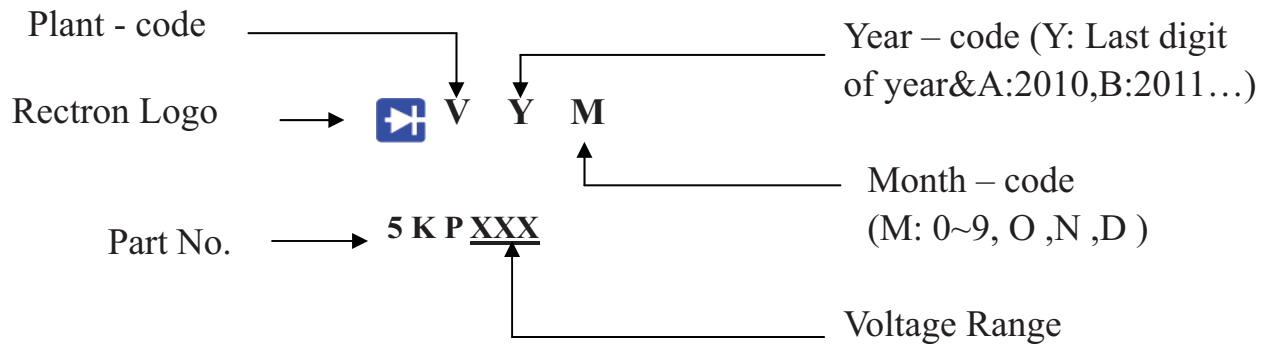 Plant - code
Year – code (Y: Last digit
of year&A:2010,B:2011…)
Rectron Logo
V Y M
Month – code
(M: 0~9, O ,N ,D )
Part No.
5 K P XXX
Voltage Range